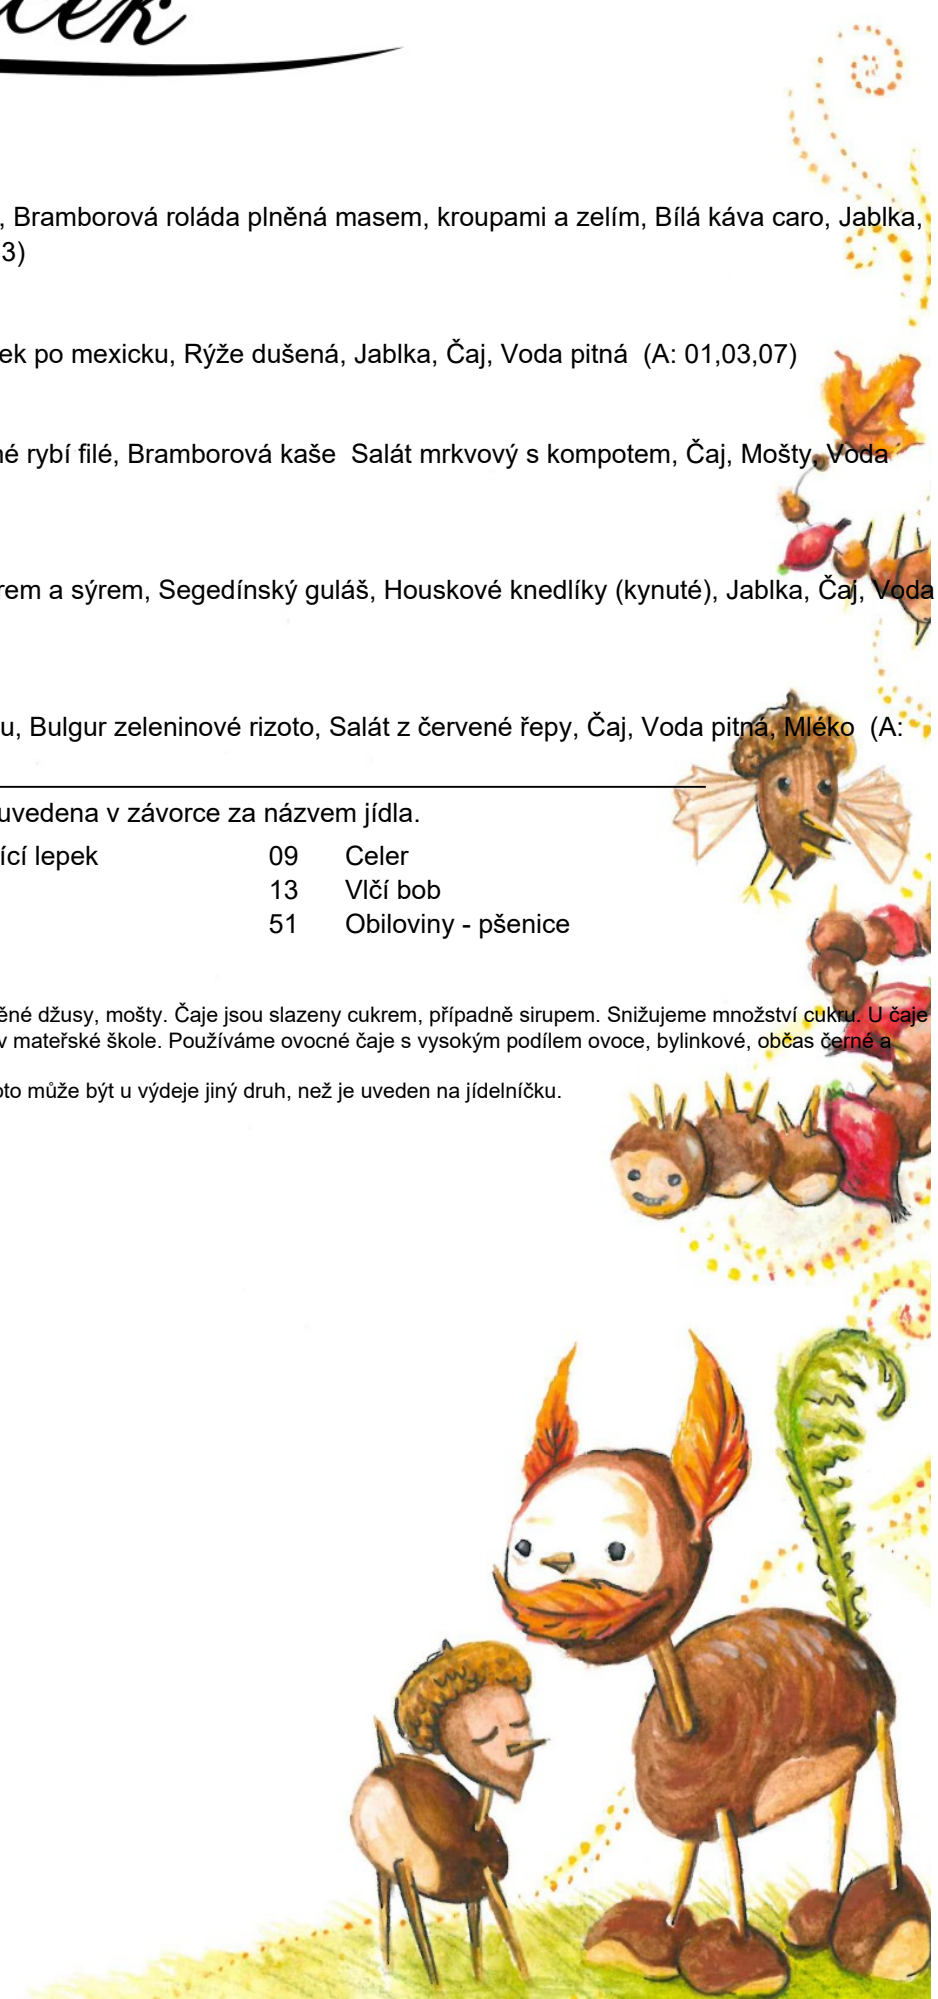 ček
, Bramborová roláda plněná masem, kroupami a zelím, Bílá káva caro, Jablka,
3)
ek po mexicku, Rýže dušená, Jablka, Čaj, Voda pitná (A: 01,03,07)
né rybí filé, Bramborová kaše Salát mrkvový s kompotem, Čaj, Mošty, Voda
rem a sýrem, Segedínský guláš, Houskové knedlíky (kynuté), Jablka, Čaj, Voda
u, Bulgur zeleninové rizoto, Salát z červené řepy, Čaj, Voda pitná, Mléko (A:
uvedena v závorce za název jídla.
ící lepek 09 Celer
13 Vlčí bob
51 Obiloviny - pšenice
ěné džusy, mošty. Čaje jsou slazeny cukrem, případně sirupem. Snižujeme množství cukru. U čaje
v mateřské škole. Používáme ovocné čaje s vysokým podílem ovoce, bylinkové, občas černé a
oto může být u výdeje jiný druh, než je uveden na jídelníčku.